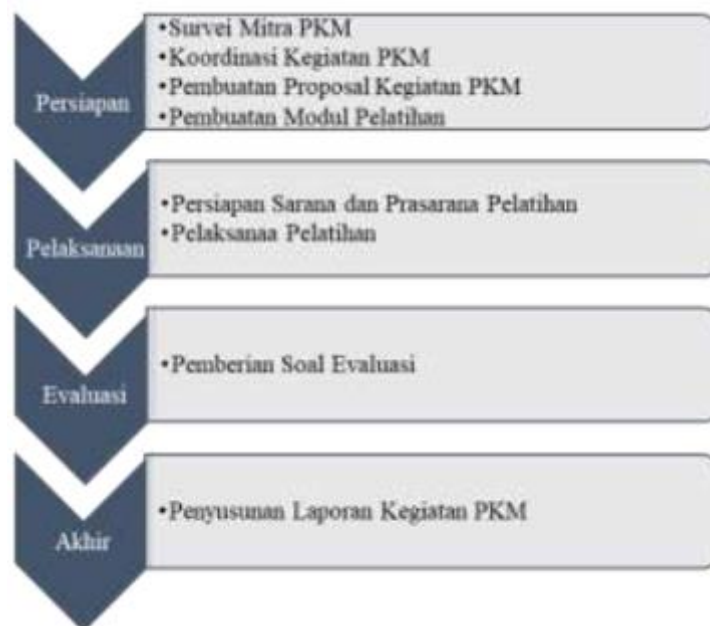 Persiapan
•Survei Mitra PKM
•Koordinasi Kegiatan PKM
•Pembuatan Proposal Kegiatan PKM
•Pembuatan Modul Pelatihan
Pelaksanaan
•Persiapan Sarana dan Prasarana Pelatihan
•Pelaksanaa Pelatihan
Evaluasi
•Pemberian Soal Evaluasi
Akhir
•Penyusunan Laporan Kegiatan PKM